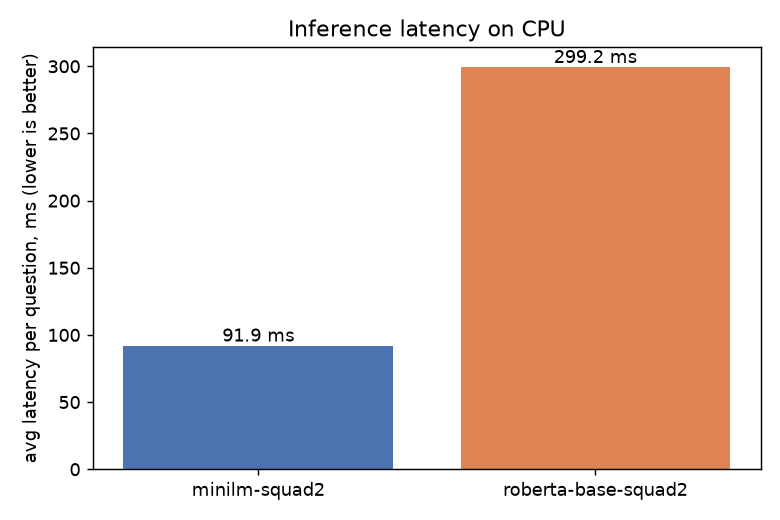 Inference latency on CPU
avg latency per question, ms (lower is better)
300
250
200
150
100
50
0
91.9 ms
299.2 ms
minilm-squad2
roberta-base-squad2